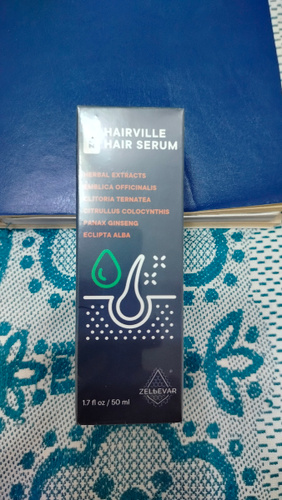 HAIRVILLE
HAIR SERUM
HERBAL EXTRACTS
EMBLICA OFFICINALIS
CLITORIA TERNATEA
CITRULLUS COLOCYNTHIS
PANAX GINSENG
ECLIPTA ALBA
1.7 fl oz / 50 ml